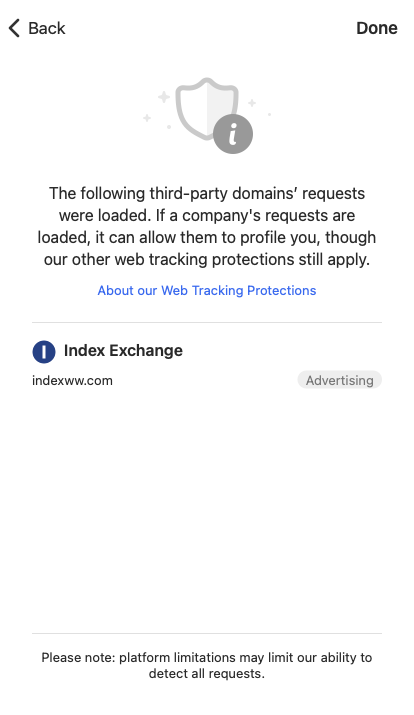 Back
Done
The following third-party domains’ requests
were loaded. If a company's requests are
loaded, it can allow them to profile you, though
our other web tracking protections still apply.
About our Web Tracking Protections
Index Exchange
indexww.com
Advertising
Please note: platform limitations may limit our ability to
detect all requests.